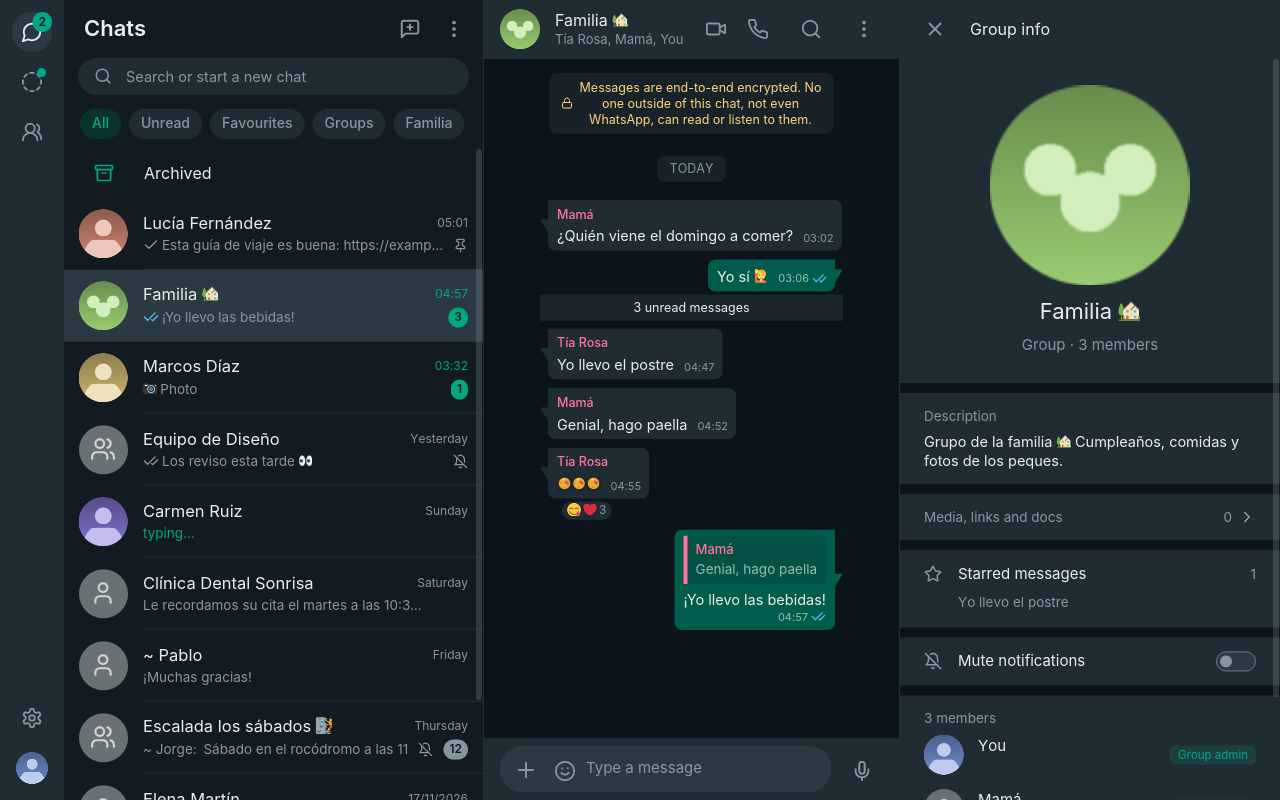 2
Chats
Search or start a new chat
All
Unread
Favourites
Groups
Familia
Archived
Lucía Fernández
05:01
Esta guía de viaje es buena: https://examp...
Familia
04:57
¡Yo llevo las bebidas!
3
Marcos Díaz
03:32
Photo
1
Equipo de Diseño
Yesterday
Los reviso esta tarde
Carmen Ruiz
Sunday
typing...
Clínica Dental Sonrisa
Saturday
Le recordamos su cita el martes a las 10:3...
~ Pablo
Friday
¡Muchas gracias!
Escalada los sábados
Thursday
~ Jorge: Sábado en el rocódromo a las 11
12
Elena Martín
17/11/2026
Familia
Tía Rosa, Mamá, You
Messages are end-to-end encrypted. No
one outside of this chat, not even
WhatsApp, can read or listen to them.
TODAY
Mamá
¿Quién viene el domingo a comer?
03:02
Yo sí
03:06
3 unread messages
Tía Rosa
Yo llevo el postre
04:47
Mamá
Genial, hago paella
04:52
Tía Rosa
04:55
3
Mamá
Genial, hago paella
¡Yo llevo las bebidas!
04:57
Type a message
Group info
Familia
Group · 3 members
Description
Grupo de la familia Cumpleaños, comidas y
fotos de los peques.
Media, links and docs
0
Starred messages
1
Yo llevo el postre
Mute notifications
3 members
You
Group admin
Mamá